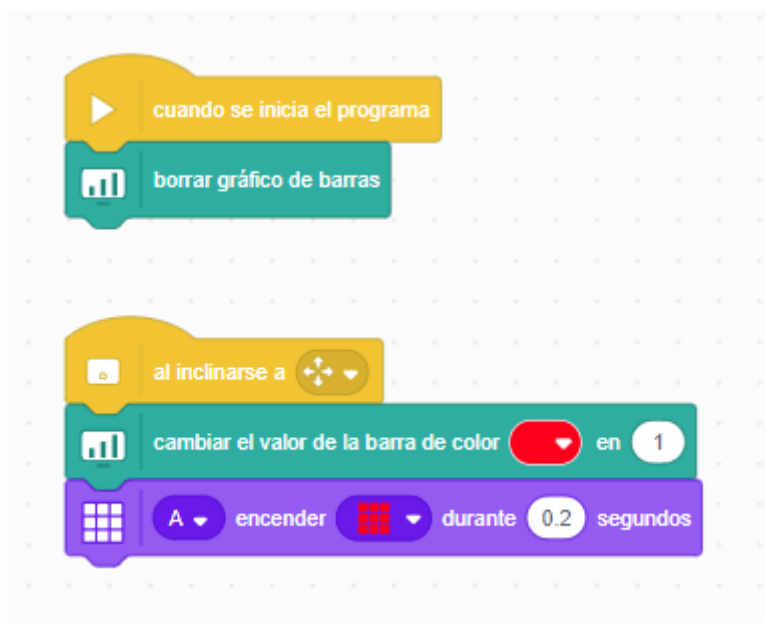 cuando se inicia el programa
borrar gráfico de barras
al inclinarse a
cambiar el valor de la barra de color en 1
A encender durante 0.2 segundos